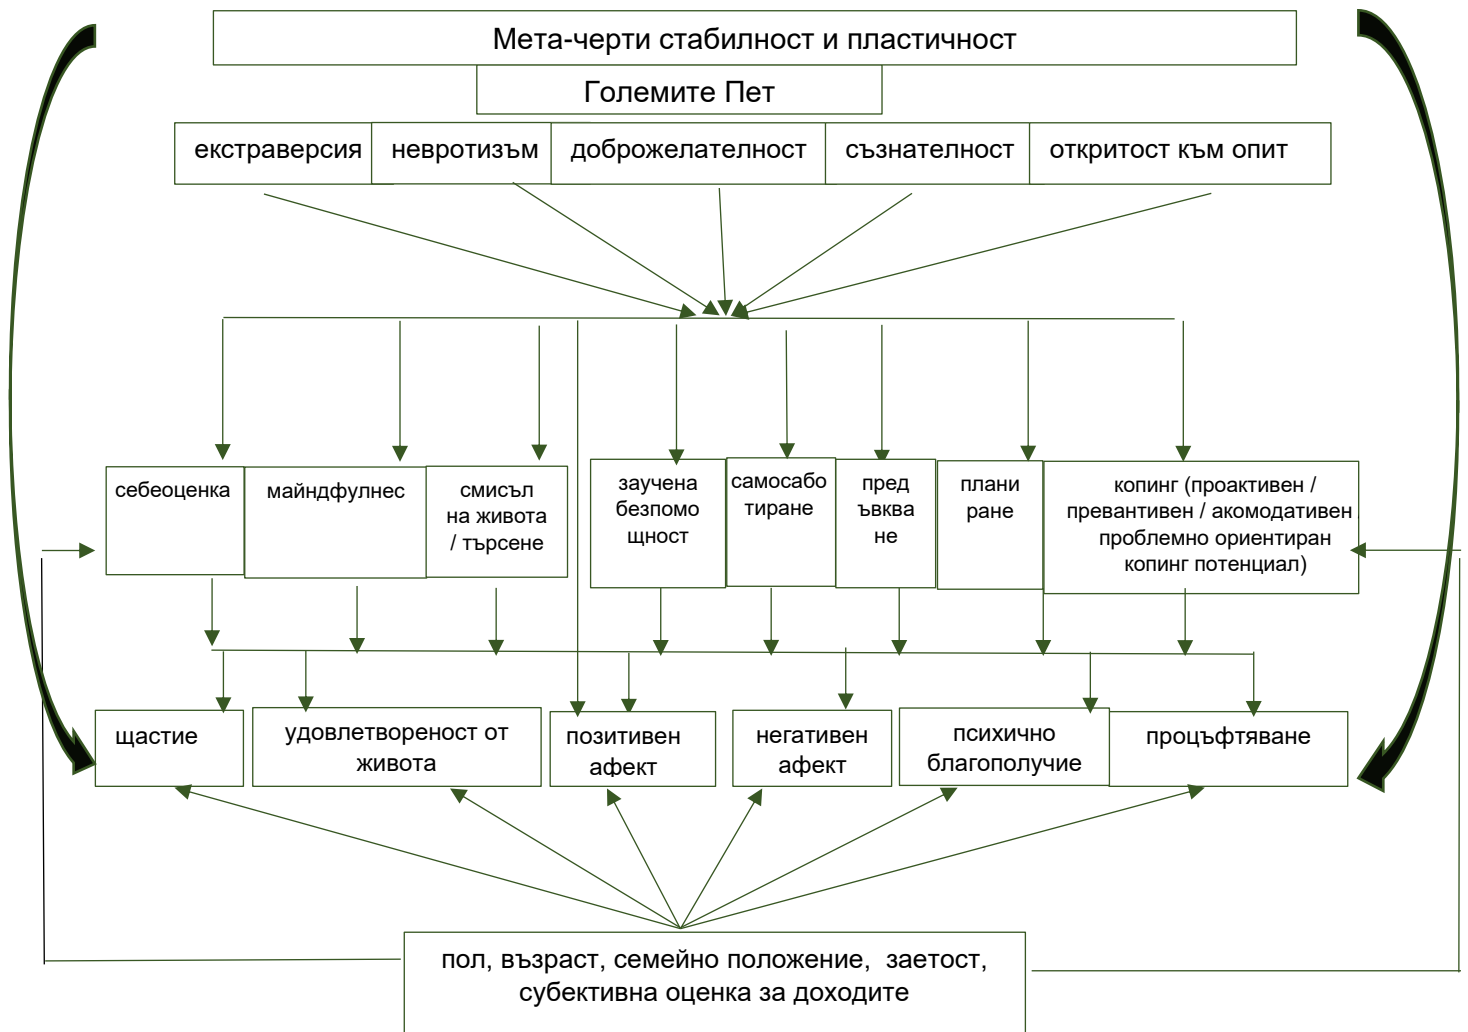 Мета-черти стабилност и пластичност
Големите Пет
екстраверсия
невротизъм
доброжелателност
съзнателност
откритост към опит
себеоценка
майндфулнес
смисъл
на живота
/ търсене
заучена
безпомо
щност
самосабо
тиране
пред
ъвква
не
плани
ране
копинг (проактивен /
превантивен / акомодативен
проблемно ориентиран
копинг потенциал)
щастие
удовлетвореност от
живота
позитивен
афект
негативен
афект
психично
благополучие
процъфтяване
пол, възраст, семейно положение, заетост,
субективна оценка за доходите